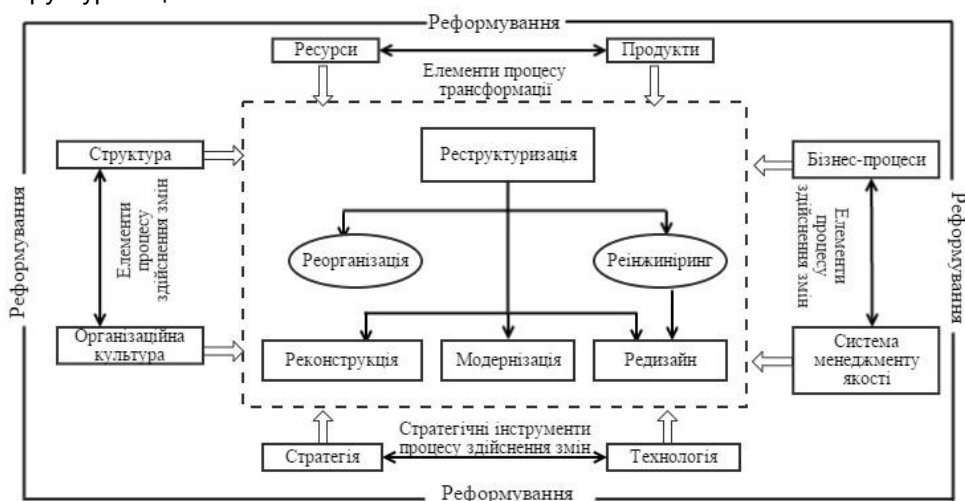 Реформування
Ресурси
Продукти
Елементи процесу
трансформації
Структура
Реструктуризація
Бізнес-процеси
Реформування
Елементи
процесу
здійснення змін
Реорганізація
Реінжиніринг
Елементи
процесу
здійснення змін
Реформування
Організаційна
культура
Реконструкція
Модернізація
Редизайн
Система
менеджменту
якості
Стратегічні інструменти
процесу здійснення змін
Стратегія
Технологія
Реформування